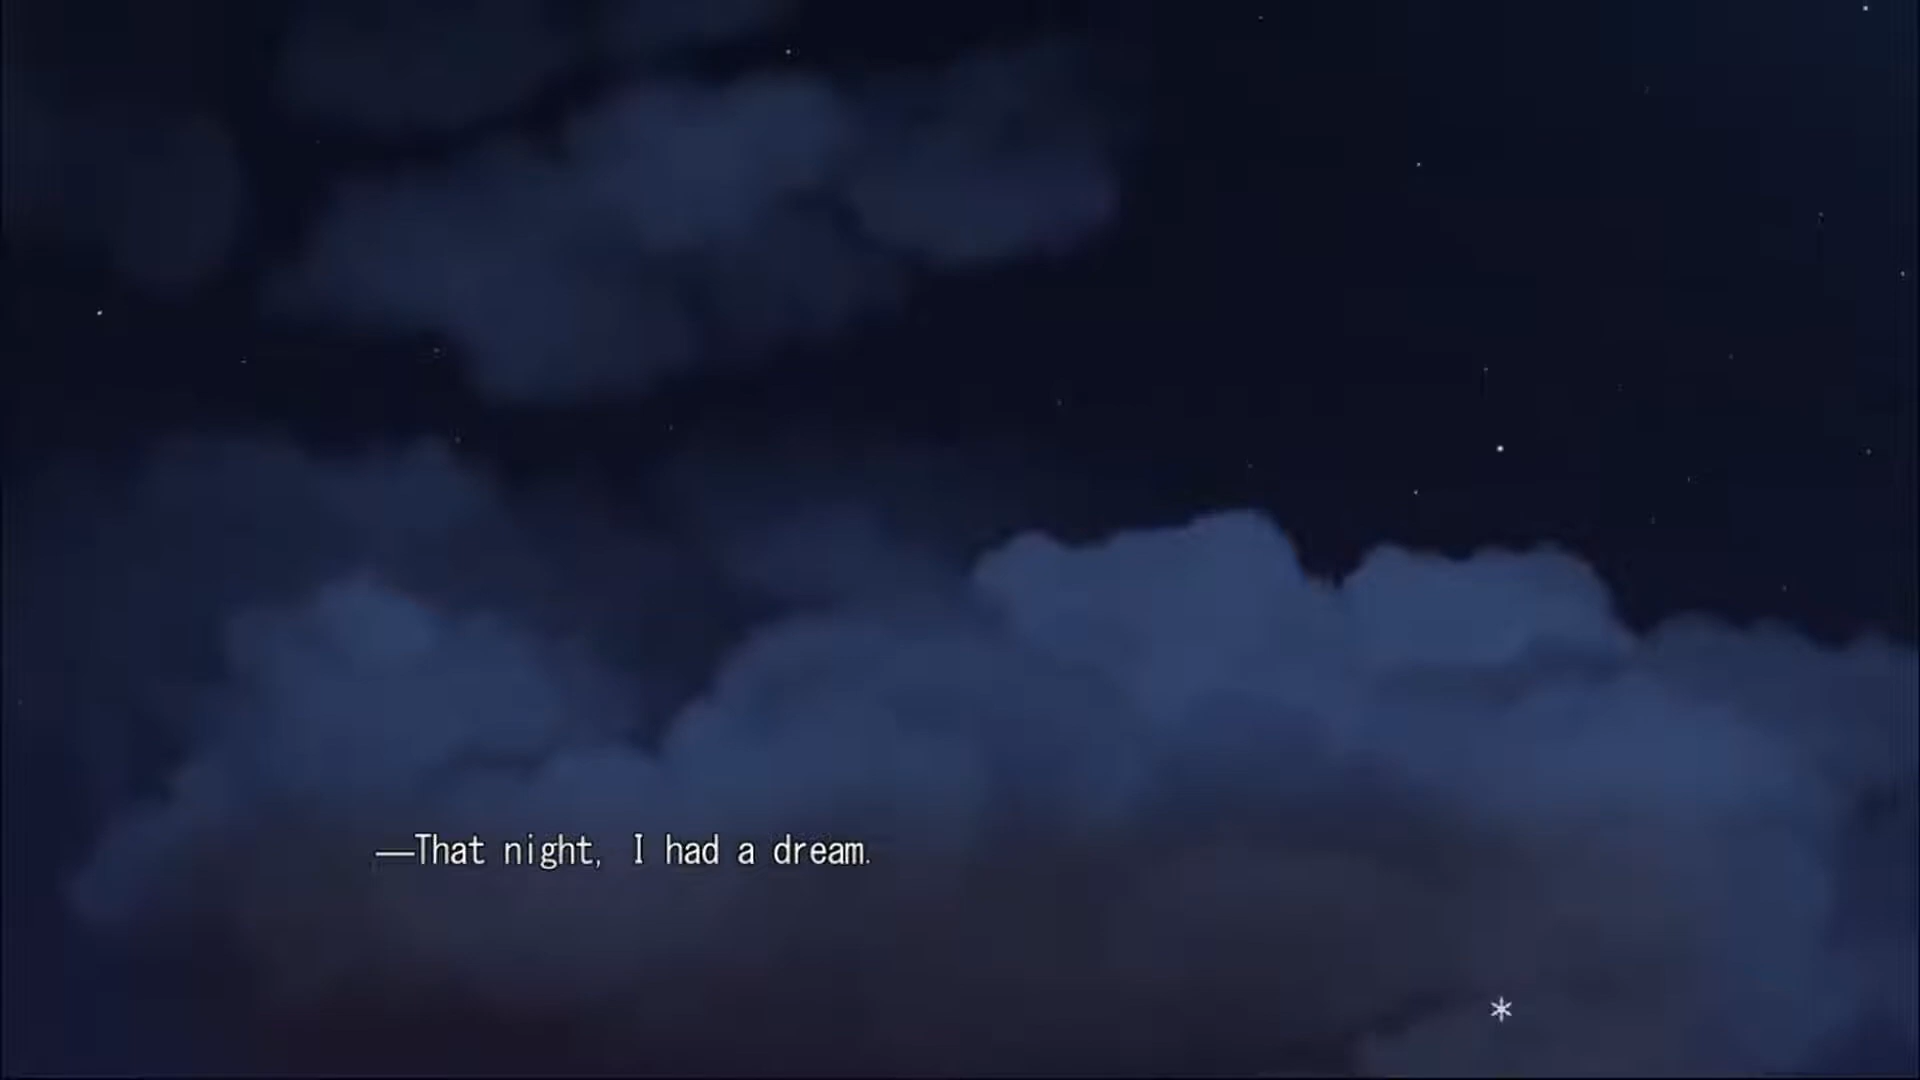 —That night, I had a dream.